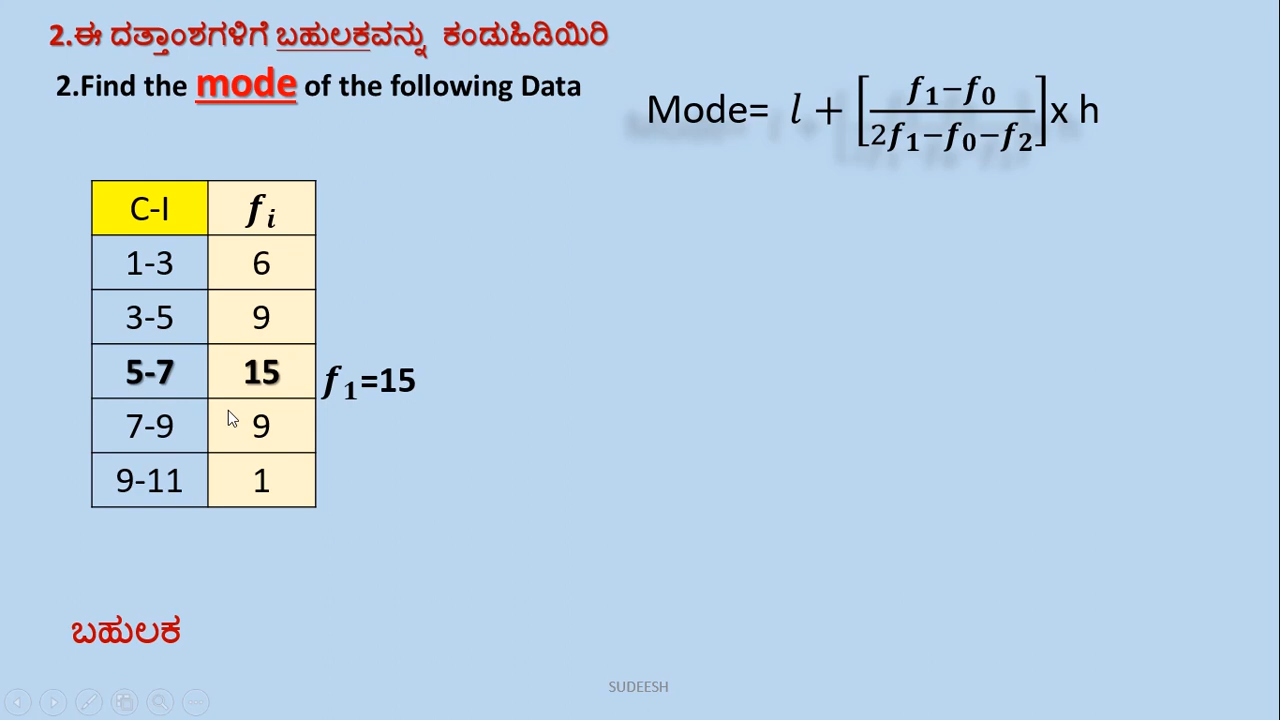 2.ಈ ದತ್ತಾಂಶಗಳಿಗೆ ಬಹುಲಕವನ್ನು ಕಂಡುಹಿಡಿಯಿರಿ
2.Find the mode of the following Data
Mode= l + [(f₁−f₀)/(2f₁−f₀−f₂)] x h
C-I fᵢ
1-3 6
3-5 9
5-7 15 f₁=15
7-9 9
9-11 1
ಬಹುಲಕ
SUDEESH